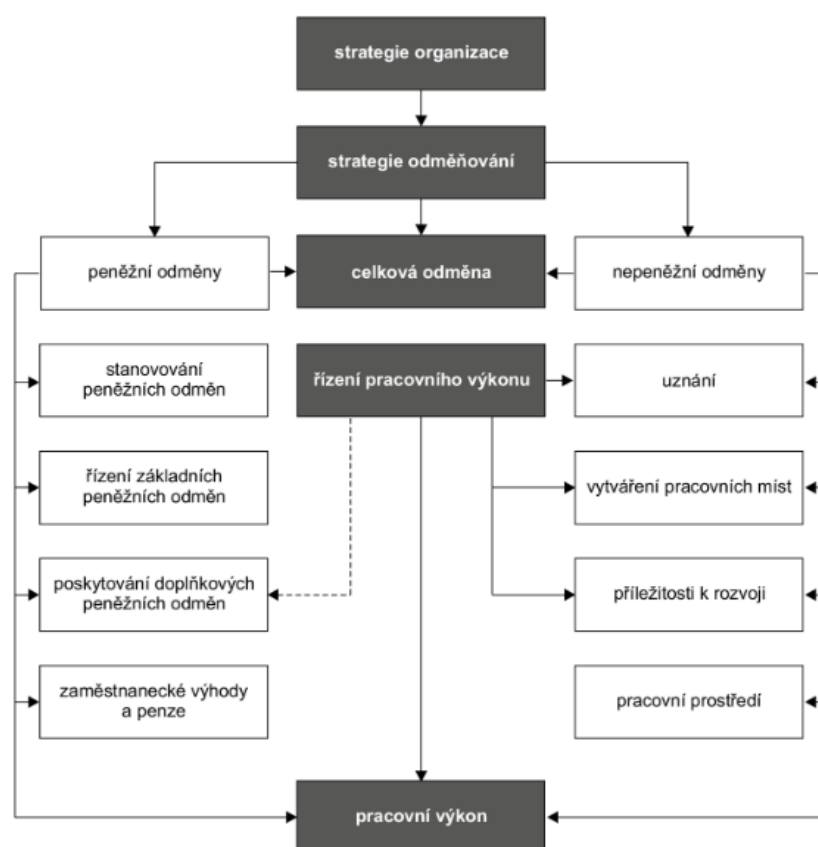 strategie organizace
strategie odměňování
peněžní odměny
celková odměna
nepeněžní odměny
stanovování
peněžních odměn
řízení pracovního výkonu
uznání
řízení základních
peněžních odměn
vytváření pracovních míst
poskytování doplňkových
peněžních odměn
příležitosti k rozvoji
zaměstnanecké výhody
a penze
pracovní prostředí
pracovní výkon